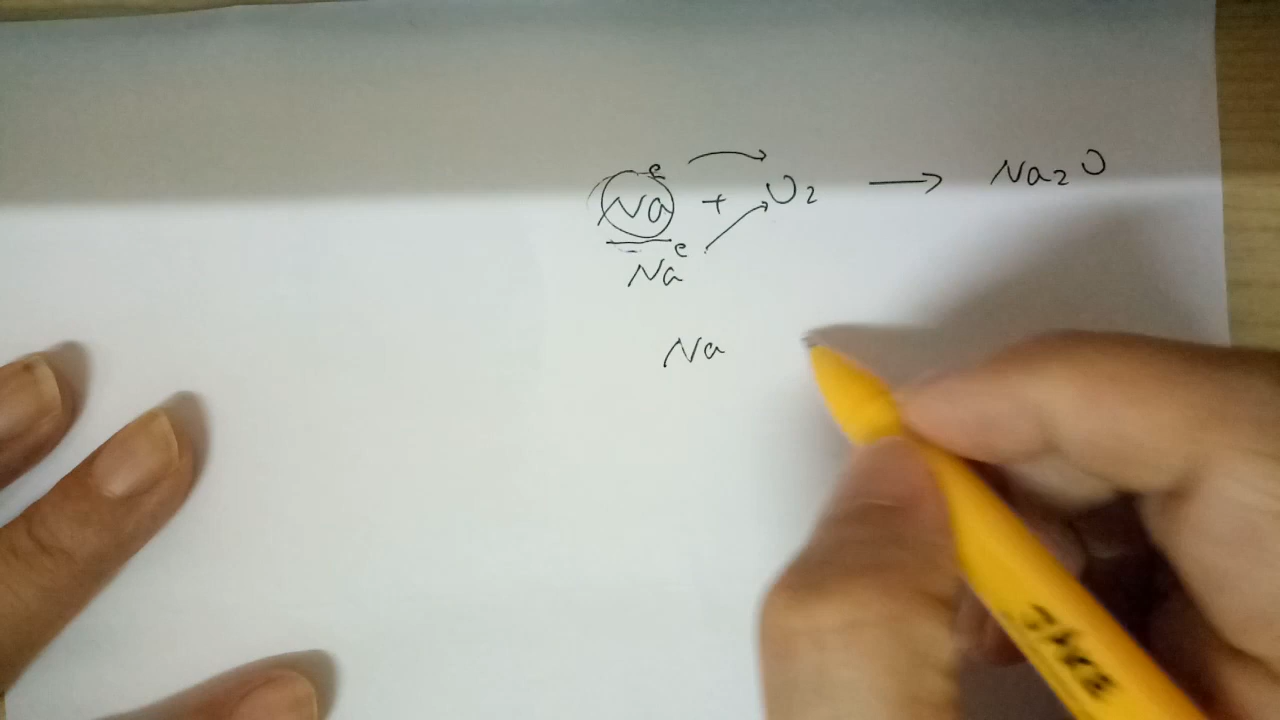 Na e + O₂ → Na₂O
Na e
Na